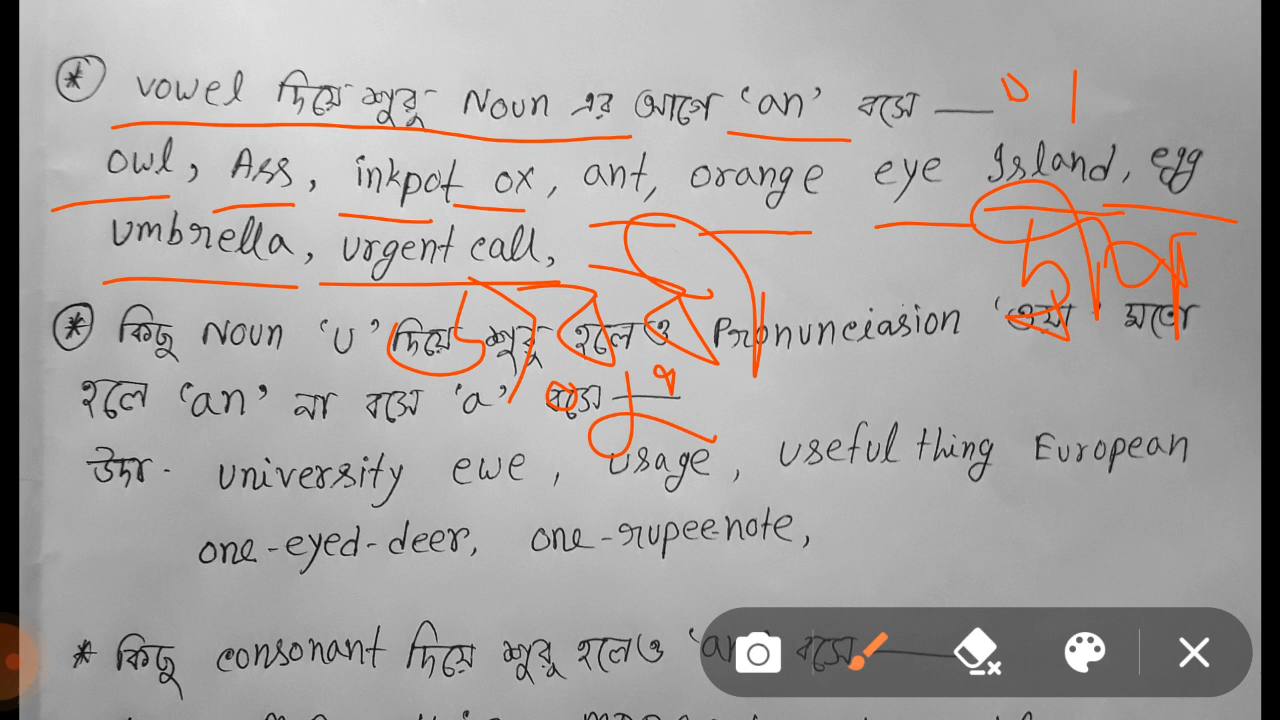 * vowel দিয়ে শুরু Noun এর আগে 'an' বসে —
owl, Ass, inkpot ox, ant, orange eye Island, egg
umbrella, urgent call,
* কিছু Noun 'U' দিয়ে শুরু হলেও Pronunciasion মতো
হলে 'an' না বসে 'a' বসে —
উদা - university ewe, usage, useful thing European
one-eyed-deer, one-rupee-note,
* কিছু consonant দিয়ে শুরু হলেও 'an' বসে —